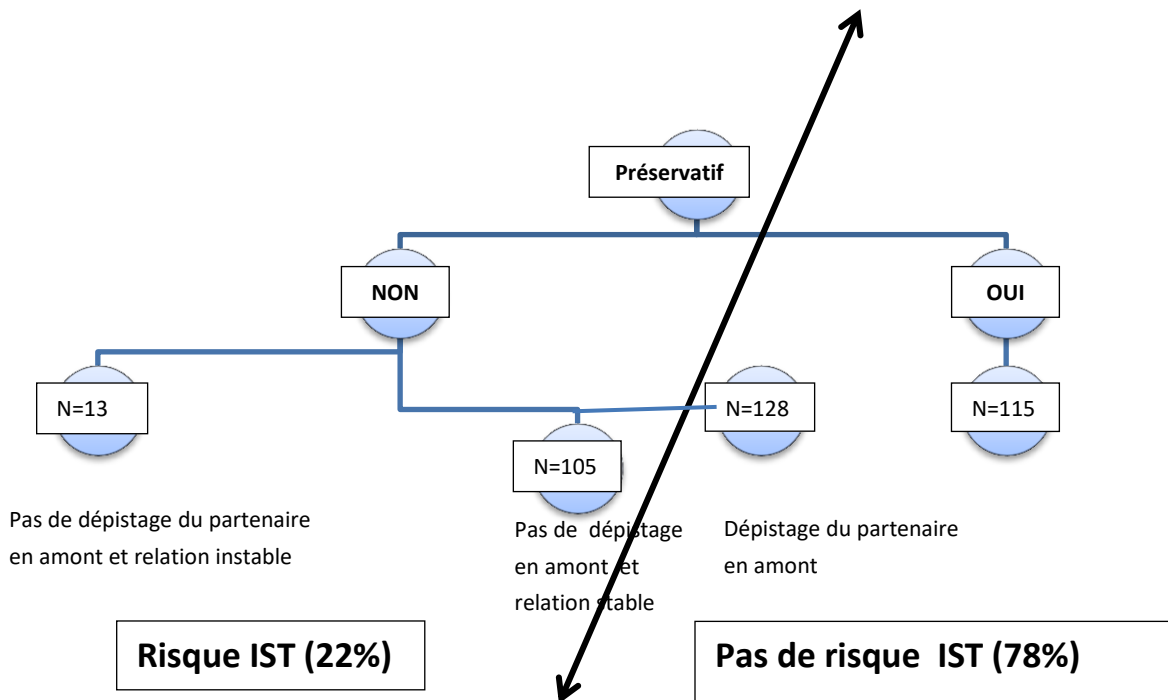 Préservatif
NON
OUI
N=13
N=128
N=115
N=105
Pas de dépistage du partenaire
en amont et relation instable
Pas de dépistage
en amont et
relation stable
Dépistage du partenaire
en amont
Risque IST (22%)
Pas de risque IST (78%)